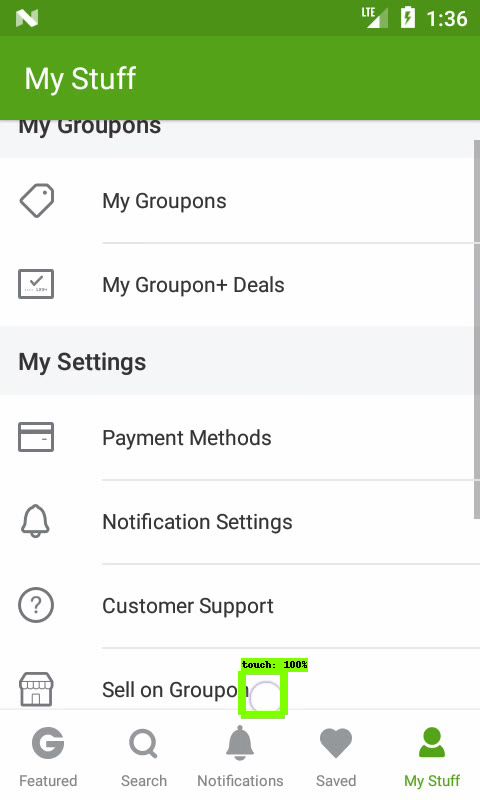 LTE 1:36
My Stuff
My Groupons
My Groupons
My Groupon+ Deals
My Settings
Payment Methods
Notification Settings
Customer Support
touch: 100%
Sell on Groupon
Featured Search Notifications Saved My Stuff